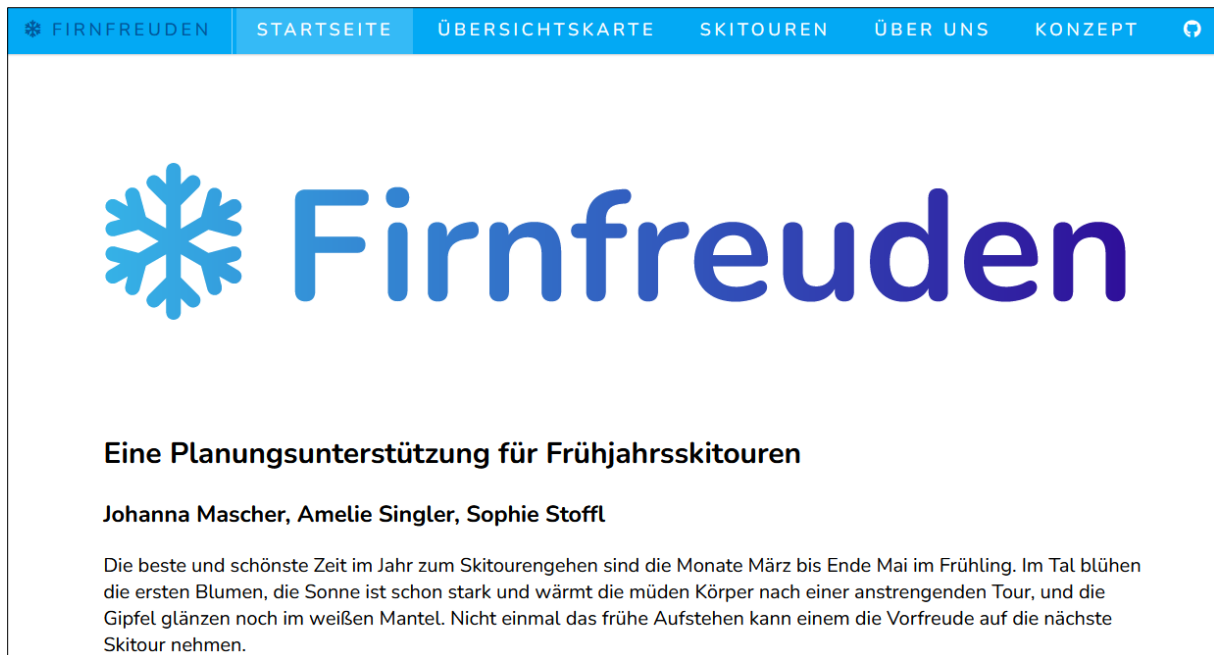 FIRNFREUDEN STARTSEITE ÜBERSICHTSKARTE SKITOUREN ÜBER UNS KONZEPT
Firnfreuden
Eine Planungsunterstützung für Frühjahrsskitouren
Johanna Mascher, Amelie Singler, Sophie Stoffl
Die beste und schönste Zeit im Jahr zum Skitourengehen sind die Monate März bis Ende Mai im Frühling. Im Tal blühen
die ersten Blumen, die Sonne ist schon stark und wärmt die müden Körper nach einer anstrengenden Tour, und die
Gipfel glänzen noch im weißen Mantel. Nicht einmal das frühe Aufstehen kann einem die Vorfreude auf die nächste
Skitour nehmen.